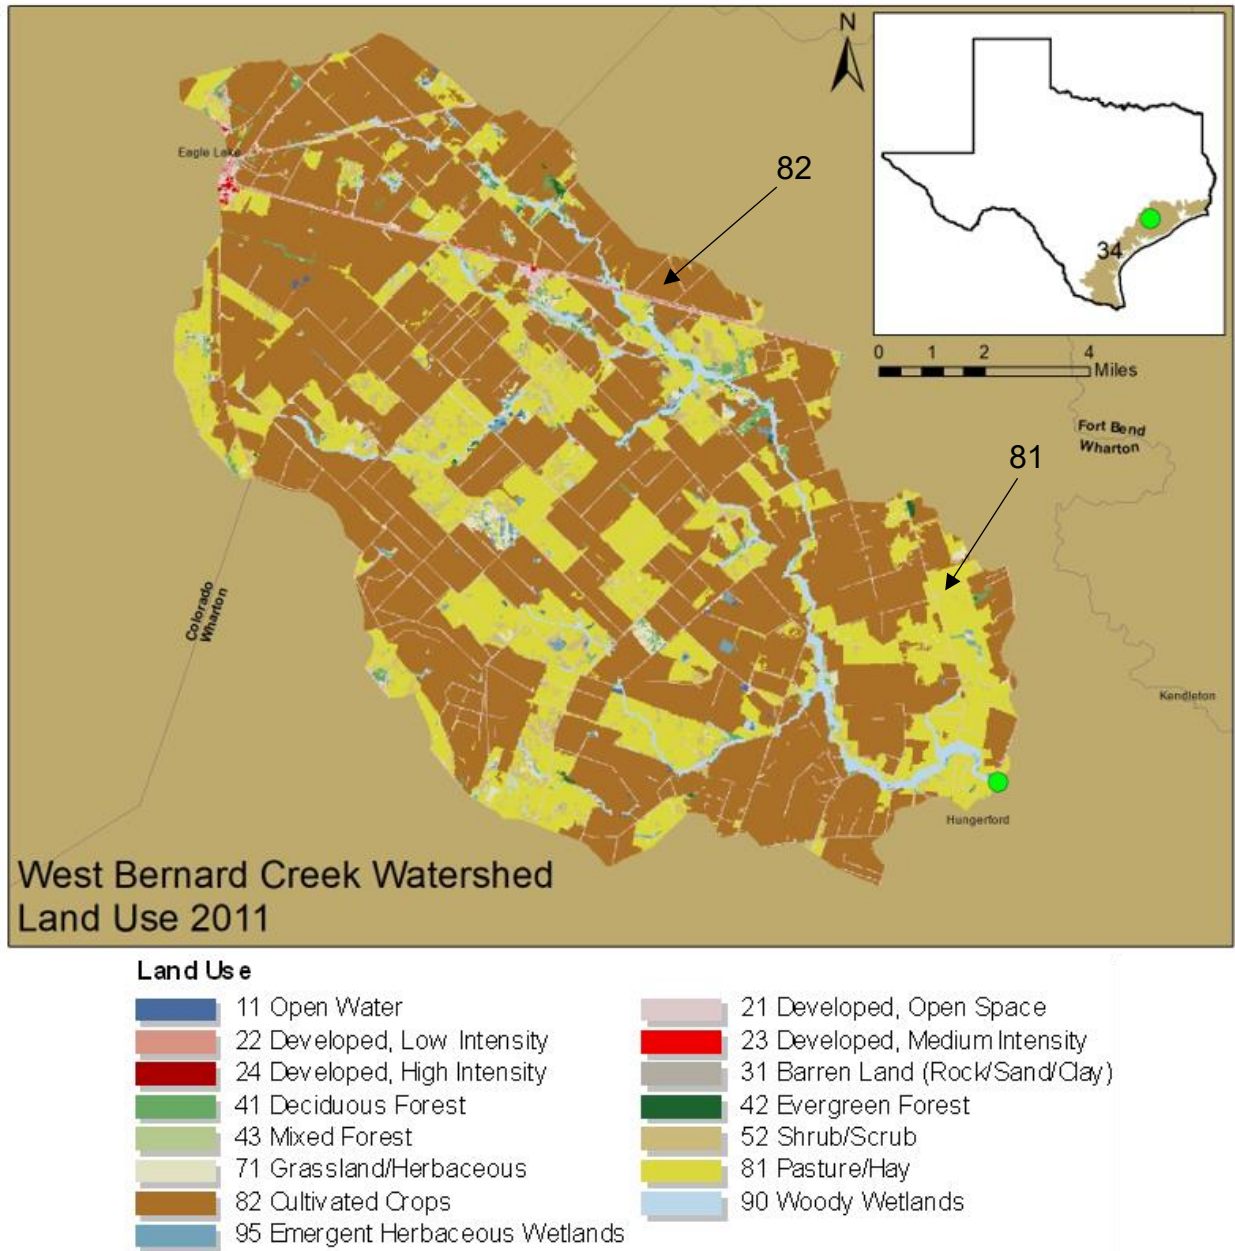 N
Eagle Lake
82
34
0 1 2 4
Miles
Fort Bend
Wharton
81
Colorado
Wharton
Kendleton
Hungerford
West Bernard Creek Watershed
Land Use 2011
Land Use
11 Open Water
21 Developed, Open Space
22 Developed, Low Intensity
23 Developed, Medium Intensity
24 Developed, High Intensity
31 Barren Land (Rock/Sand/Clay)
41 Deciduous Forest
42 Evergreen Forest
43 Mixed Forest
52 Shrub/Scrub
71 Grassland/Herbaceous
81 Pasture/Hay
82 Cultivated Crops
90 Woody Wetlands
95 Emergent Herbaceous Wetlands